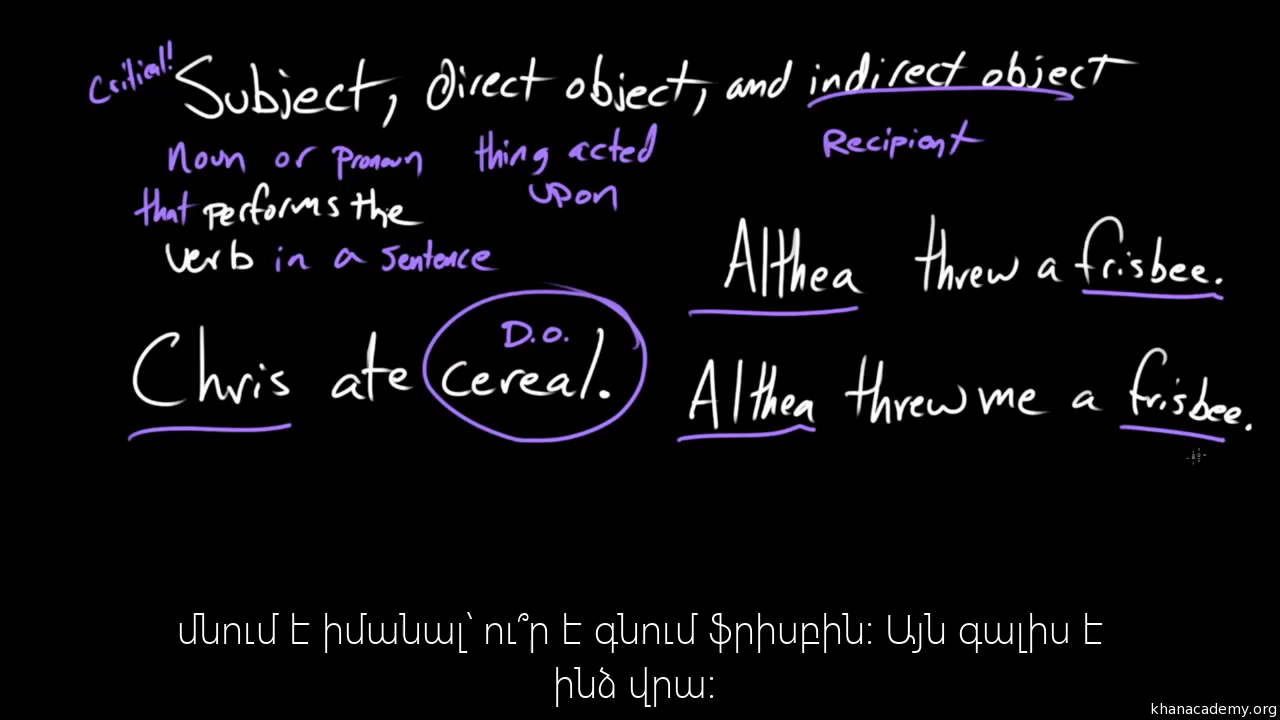 Critical!
Subject, direct object, and indirect object
noun or pronoun
that performs the
verb in a sentence
thing acted
upon
Recipient
Althea threw a frisbee.
D.O.
Chris ate cereal.
Althea threw me a frisbee.
մնում է իմանալ՝ ու՞ր է գնում ֆրիսբին: Այն գալիս է
ինձ վրա:
khanacademy.org